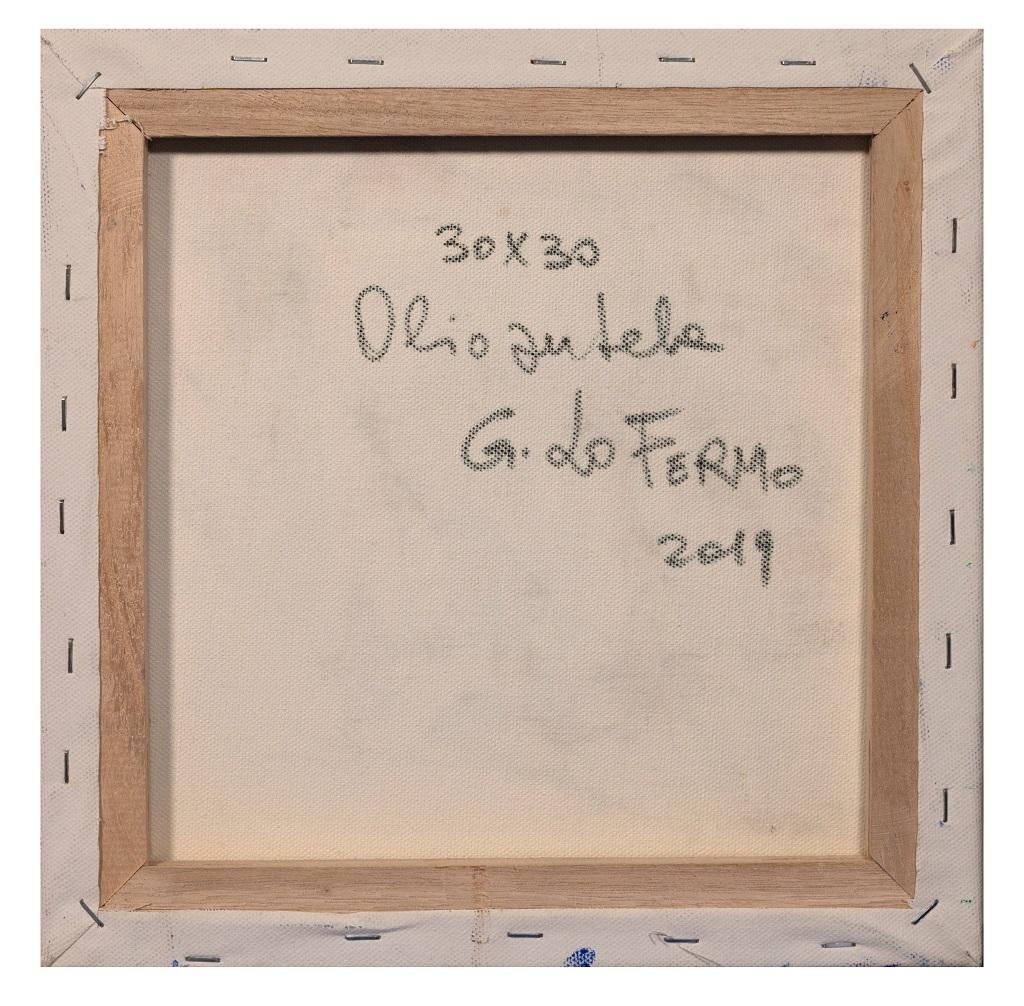 30x30
Olio su tela
G. Lo FERMO
2019